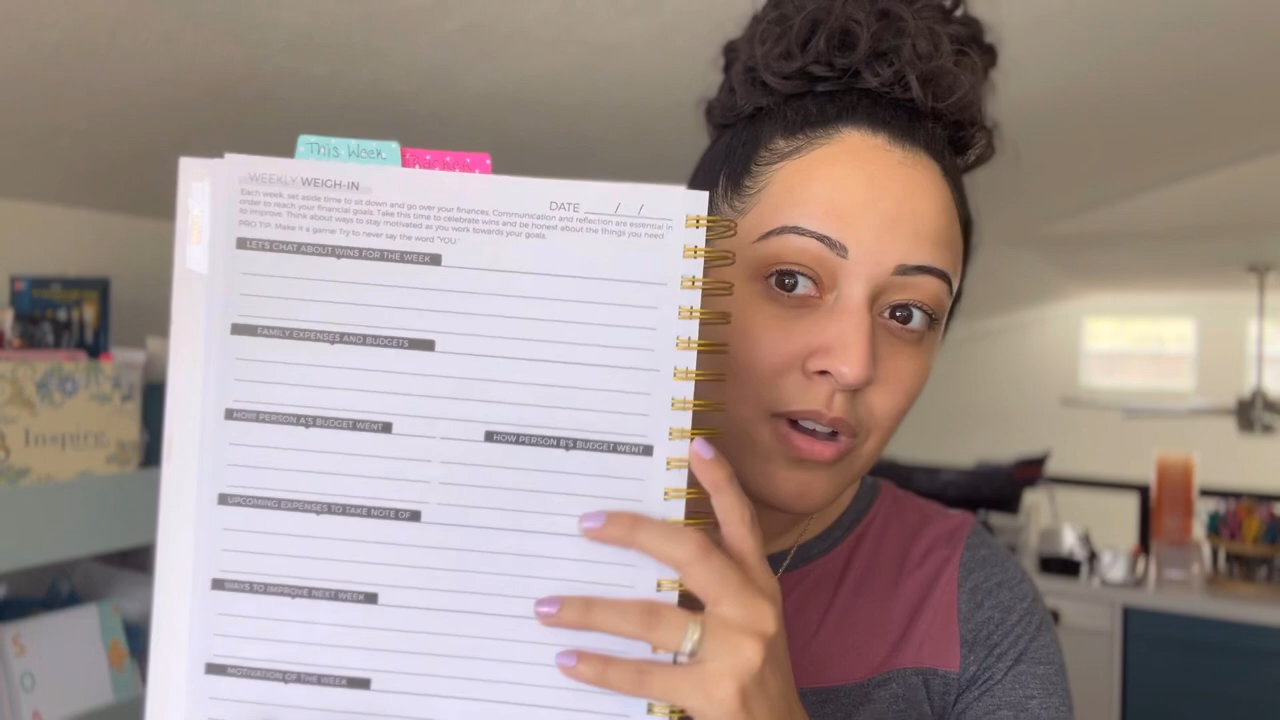 This Week
Tracker
WEEKLY WEIGH-IN
DATE __/__/__
Each week, set aside time to sit down and go over your finances. Communication and reflection are essential in
order to reach your financial goals. Take this time to celebrate wins and be honest about the things you need
to improve. Think about ways to stay motivated as you work towards your goals.
PRO TIP: Make it a game! Try to never say the word "YOU."
LET'S CHAT ABOUT WINS FOR THE WEEK
FAMILY EXPENSES AND BUDGETS
HOW PERSON A'S BUDGET WENT
HOW PERSON B'S BUDGET WENT
UPCOMING EXPENSES TO TAKE NOTE OF
WAYS TO IMPROVE NEXT WEEK
MOTIVATION OF THE WEEK
Inspire